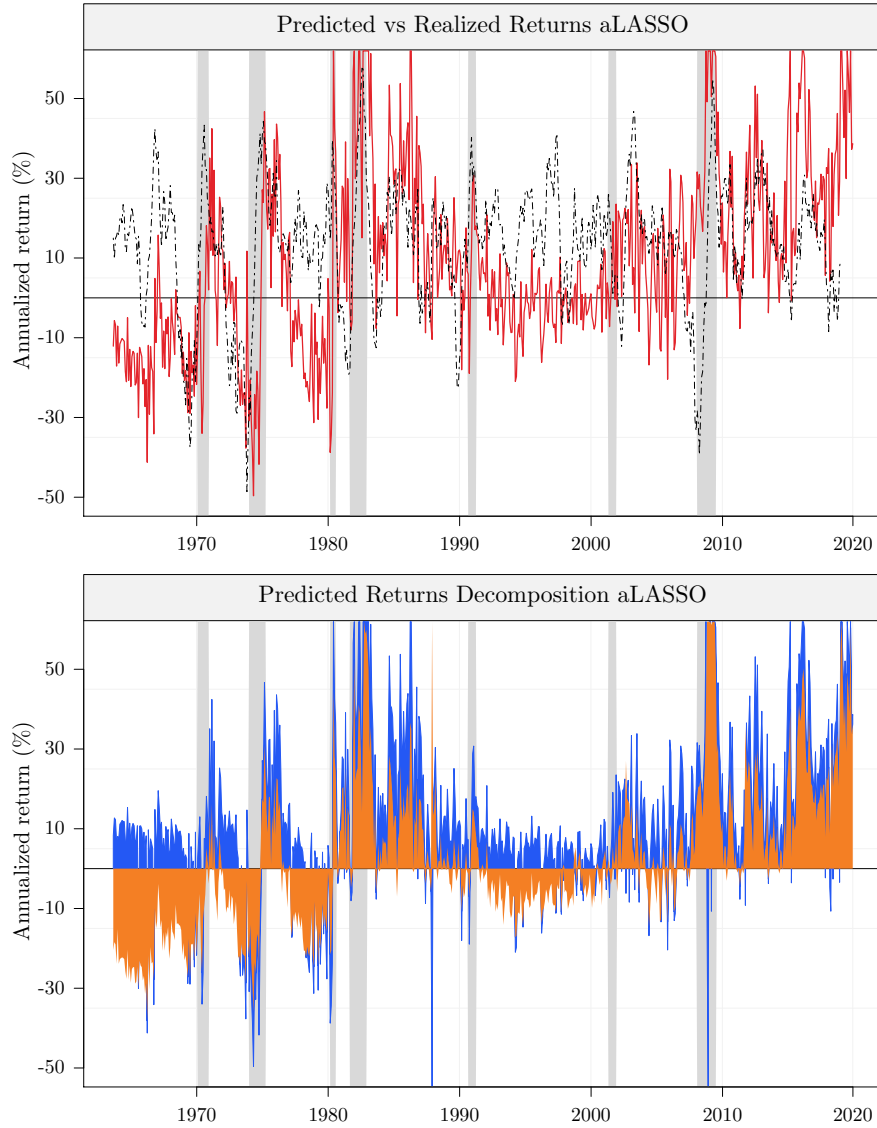 Predicted vs Realized Returns aLASSO
Annualized return (%)
50
30
10
-10
-30
-50
1970 1980 1990 2000 2010 2020
Predicted Returns Decomposition aLASSO
Annualized return (%)
50
30
10
-10
-30
-50
1970 1980 1990 2000 2010 2020